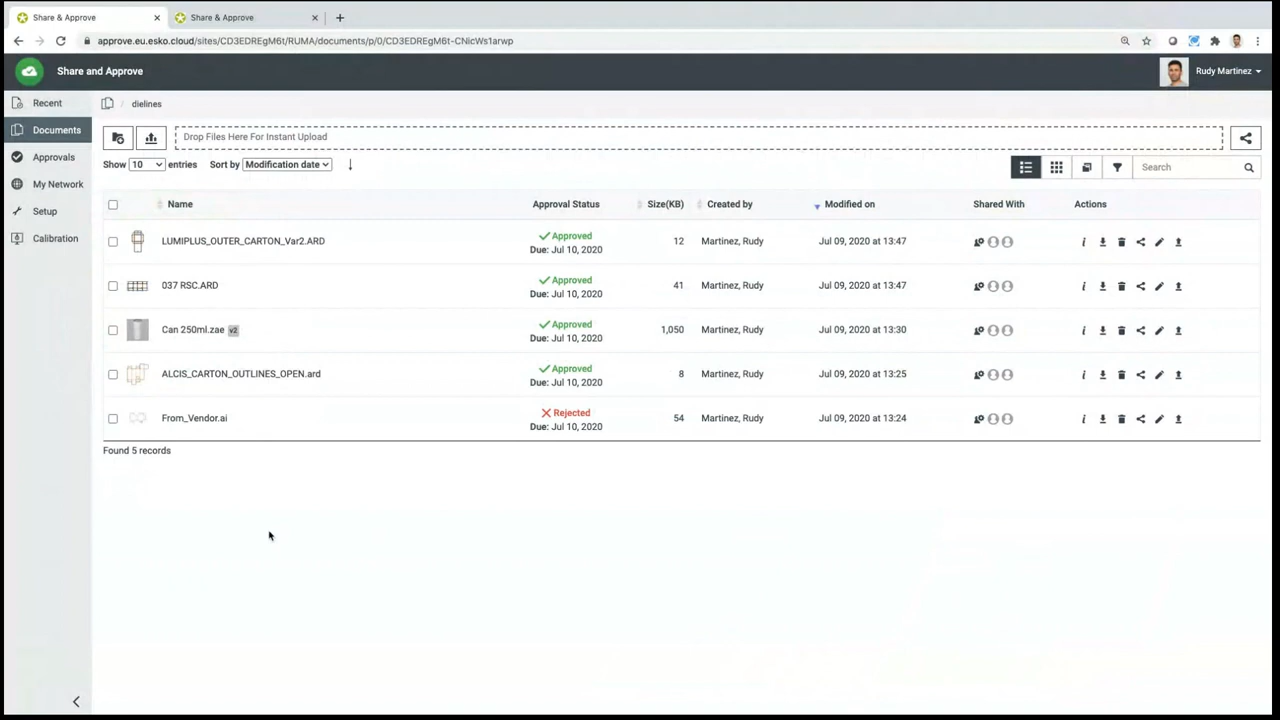 Share & Approve
Share & Approve
approve.eu.esko.cloud/sites/CD3EDREgM6t/RUMA/documents/p/0/CD3EDREgM6t-CNicWs1arwp
Share and Approve
Rudy Martinez
Recent
Documents
Approvals
My Network
Setup
Calibration
/ dielines
Drop Files Here For Instant Upload
Show 10 entries Sort by Modification date
Search
Name Approval Status Size(KB) Created by Modified on Shared With Actions
LUMIPLUS_OUTER_CARTON_Var2.ARD Approved 12 Martinez, Rudy Jul 09, 2020 at 13:47
Due: Jul 10, 2020
037 RSC.ARD Approved 41 Martinez, Rudy Jul 09, 2020 at 13:47
Due: Jul 10, 2020
Can 250ml.zae v2 Approved 1,050 Martinez, Rudy Jul 09, 2020 at 13:30
Due: Jul 10, 2020
ALCIS_CARTON_OUTLINES_OPEN.ard Approved 8 Martinez, Rudy Jul 09, 2020 at 13:25
Due: Jul 10, 2020
From_Vendor.ai Rejected 54 Martinez, Rudy Jul 09, 2020 at 13:24
Due: Jul 10, 2020
Found 5 records